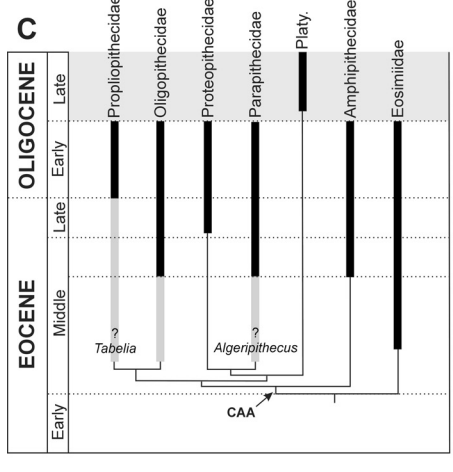 C
Propliopithecidae
Oligopithecidae
Proteopithecidae
Parapithecidae
Platy.
Amphipithecidae
Eosimiidae
OLIGOCENE
Late
Early
EOCENE
Late
Middle
Early
?
Tabelia
?
Algeripithecus
CAA